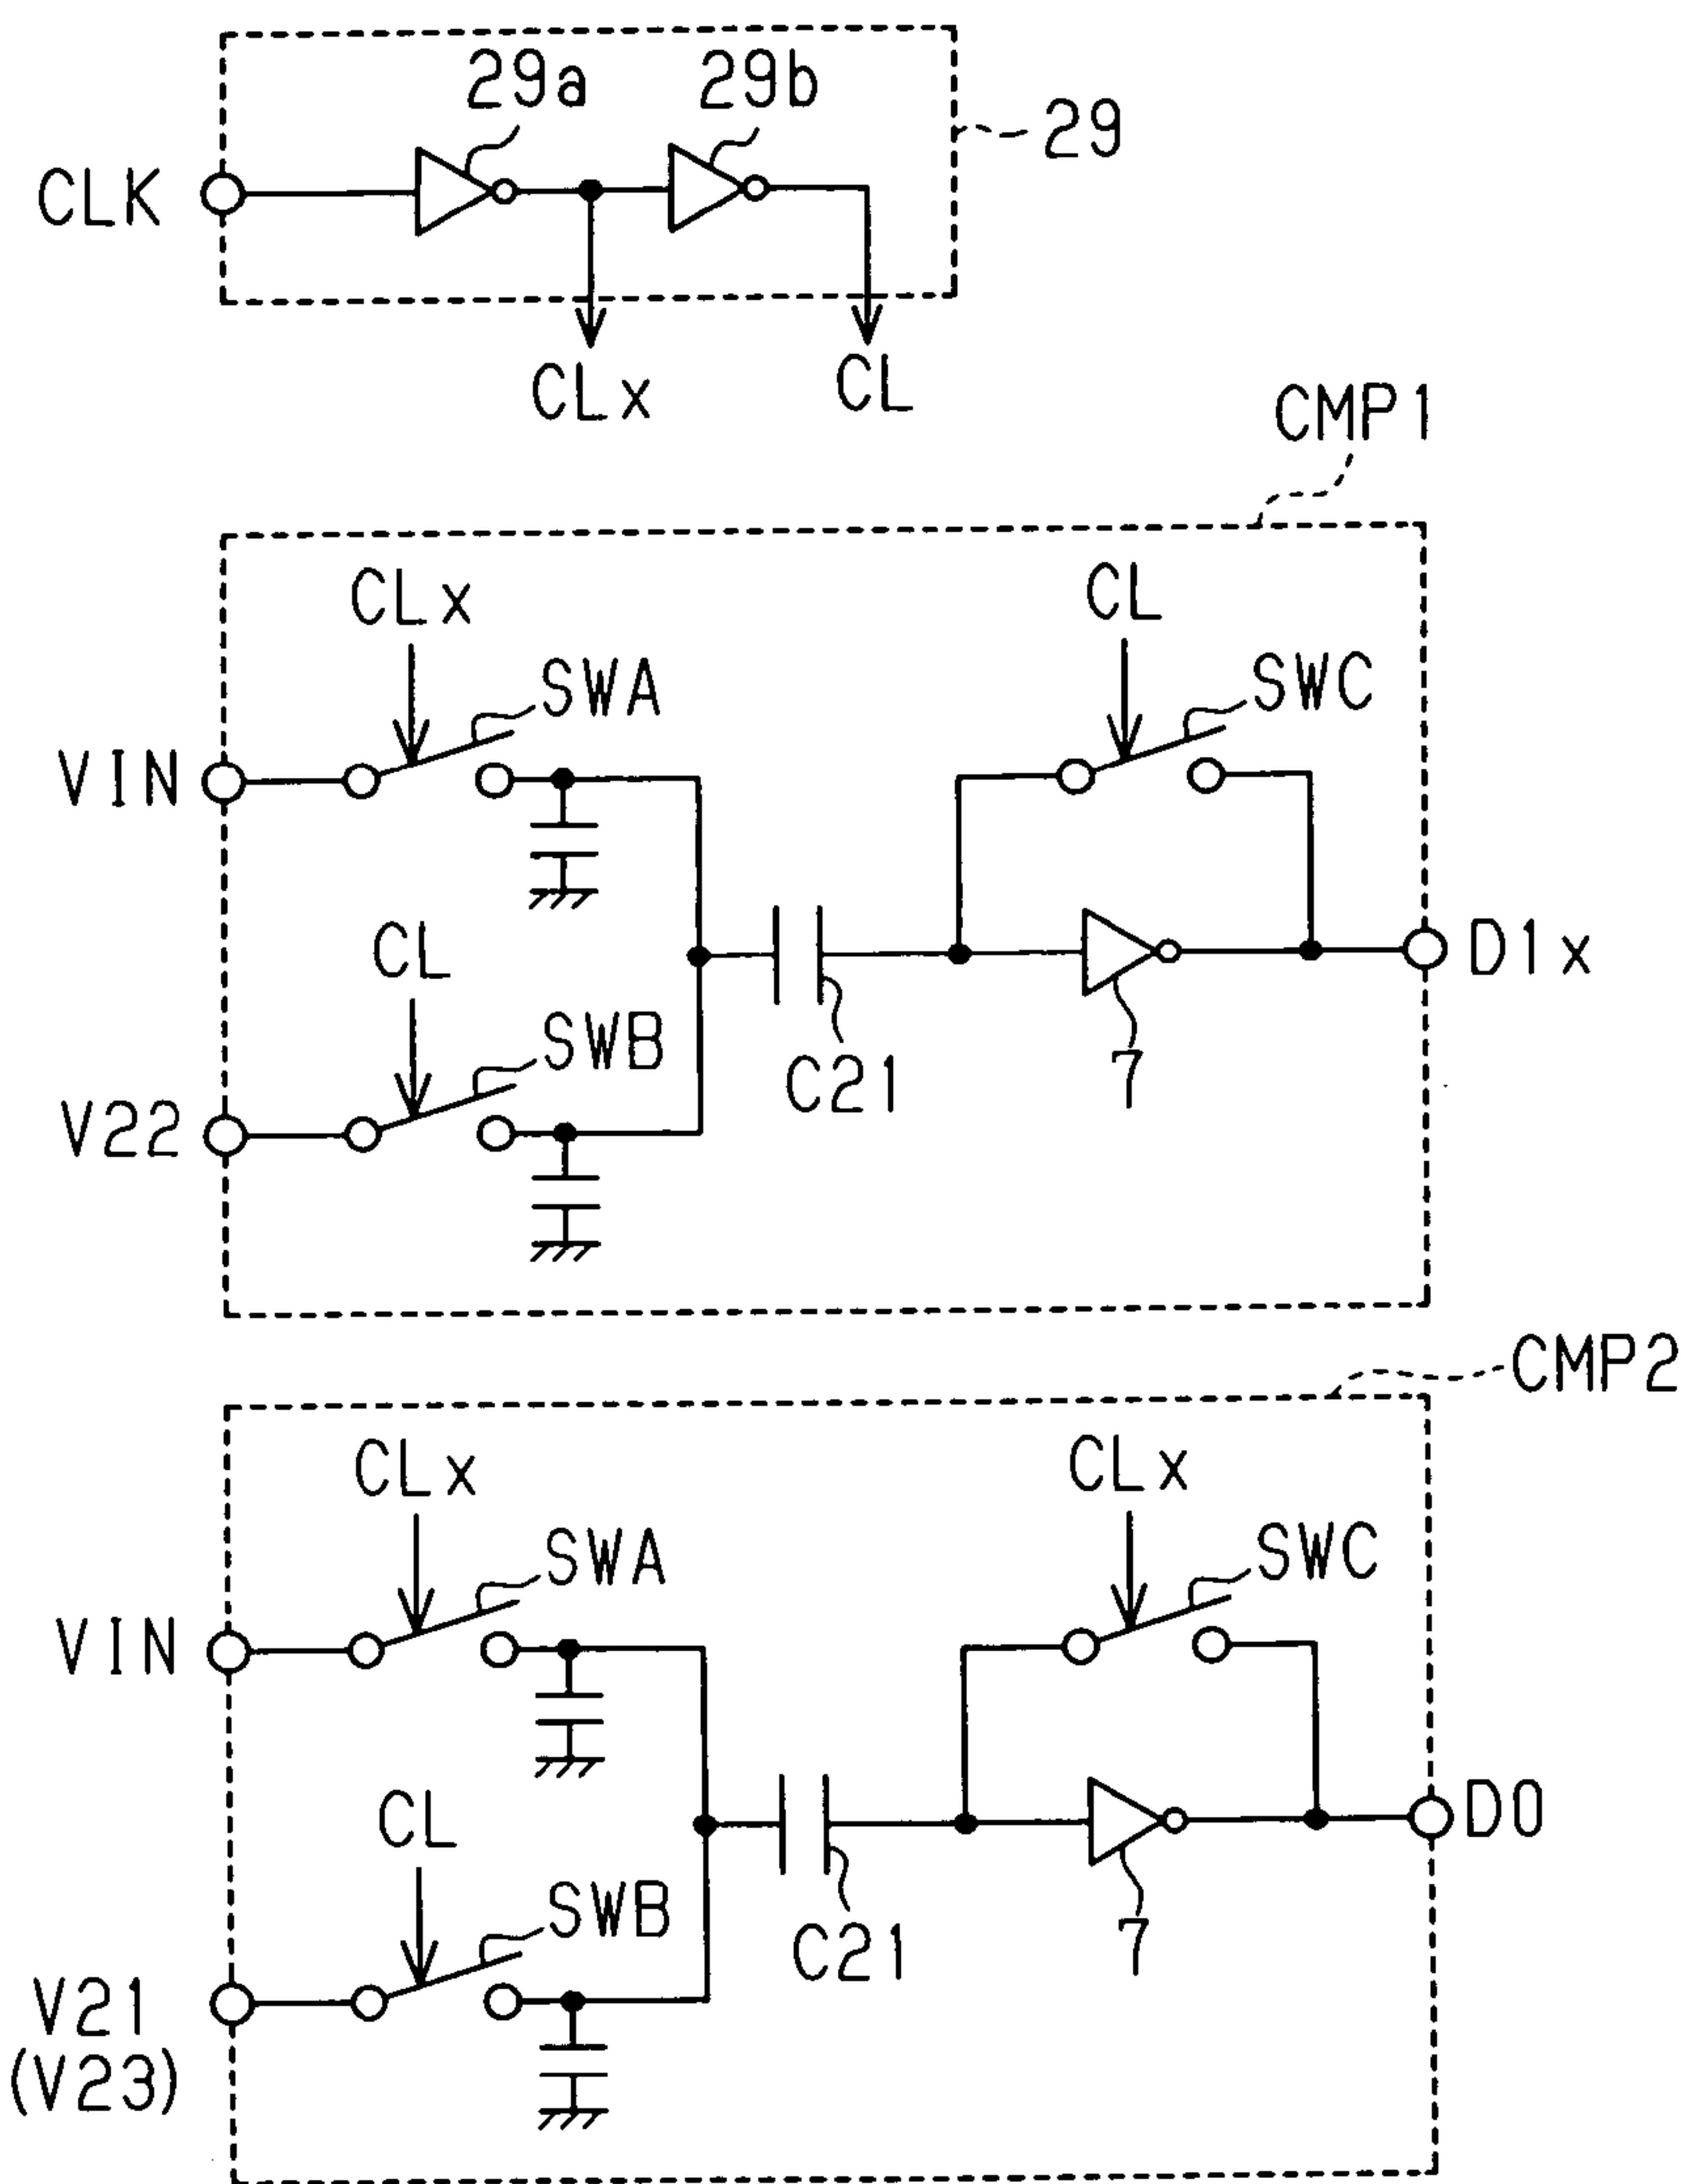 29a
29b
29
CLK
CLx
CL
CMP1
CLx
CL
SWA
SWC
VIN
CL
D1x
SWB
C21
7
V22
CMP2
CLx
CLx
SWA
SWC
VIN
CL
D0
SWB
C21
7
V21
(V23)